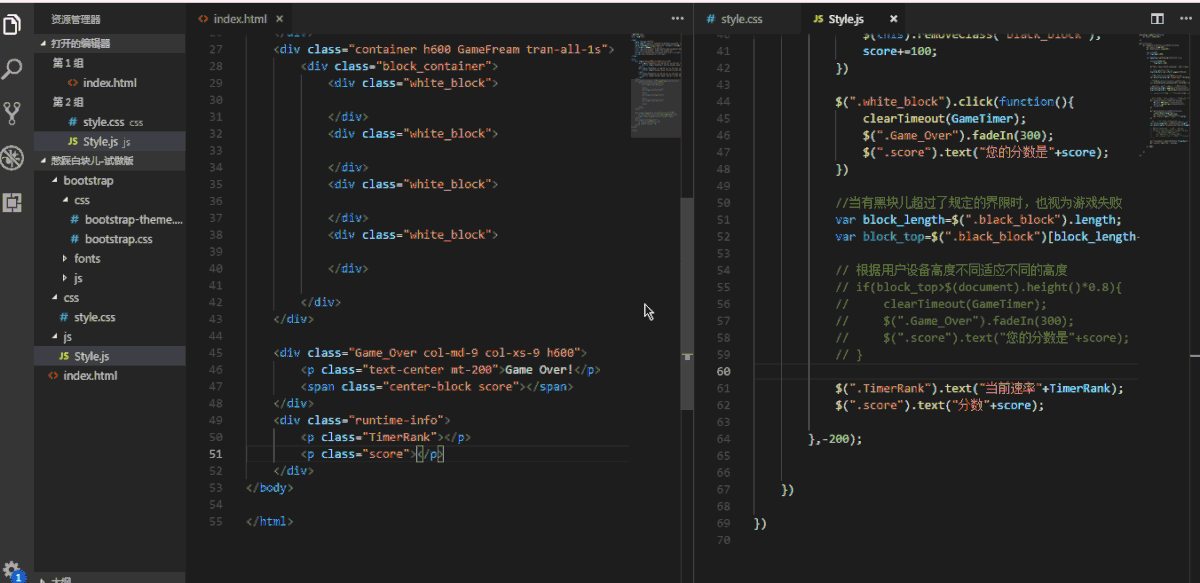 资源管理器
打开的编辑器
第 1 组
index.html
第 2 组
style.css css
Style.js js
憨踩白块儿-试做版
bootstrap
css
bootstrap-theme....
bootstrap.css
fonts
js
css
style.css
js
Style.js
index.html
大纲
1
index.html ×
27 <div class="container h600 GameFream tran-all-1s">
28 <div class="block_container">
29 <div class="white_block">
30
31 </div>
32 <div class="white_block">
33
34 </div>
35 <div class="white_block">
36
37 </div>
38 <div class="white_block">
39
40 </div>
41
42 </div>
43 </div>
44
45 <div class="Game_Over col-md-9 col-xs-9 h600">
46 <p class="text-center mt-200">Game Over!</p>
47 <span class="center-block score"></span>
48 </div>
49 <div class="runtime-info">
50 <p class="TimerRank"></p>
51 <p class="score"></p>
52 </div>
53 </body>
54
55 </html>
# style.css JS Style.js ×
40 $(this).removeClass("black_block");
41 score+=100;
42 })
43
44 $(".white_block").click(function(){
45 clearTimeout(GameTimer);
46 $(".Game_Over").fadeIn(300);
47 $(".score").text("您的分数是"+score);
48 })
49
50 //当有黑块儿超过了规定的界限时，也视为游戏失败
51 var block_length=$(".black_block").length;
52 var block_top=$(".black_block")[block_length-
53
54 // 根据用户设备高度不同适应不同的高度
55 // if(block_top>$(document).height()*0.8){
56 // clearTimeout(GameTimer);
57 // $(".Game_Over").fadeIn(300);
58 // $(".score").text("您的分数是"+score);
59 // }
60
61 $(".TimerRank").text("当前速率"+TimerRank);
62 $(".score").text("分数"+score);
63
64 },-200);
65
66
67 })
68
69 })
70